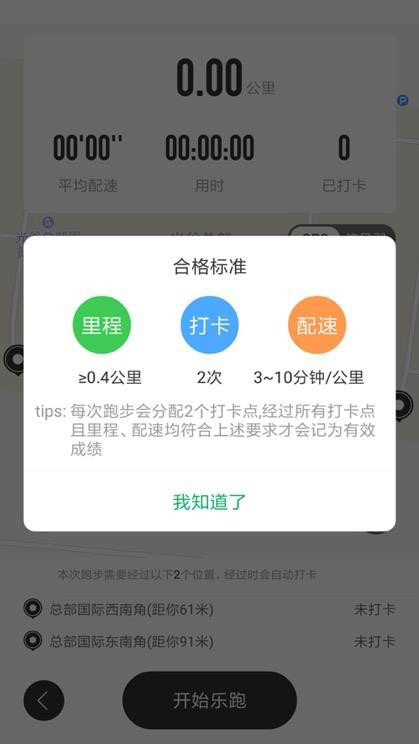 0.00公里
00'00'' 00:00:00 0
平均配速 用时 已打卡
合格标准
里程 打卡 配速
≥0.4公里 2次 3~10分钟/公里
tips: 每次跑步会分配2个打卡点,经过所有打卡点
且里程、配速均符合上述要求才会记为有效
成绩
我知道了
本次跑步需要经过以下2个位置，经过时会自动打卡
总部国际西南角(距你61米) 未打卡
总部国际东南角(距你91米) 未打卡
开始乐跑